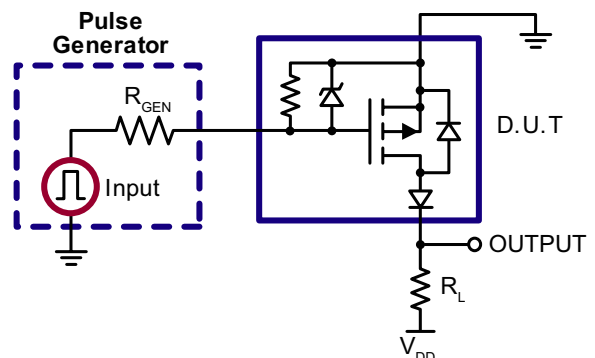 Pulse
Generator
RGEN
Input
D.U.T
OUTPUT
RL
VDD